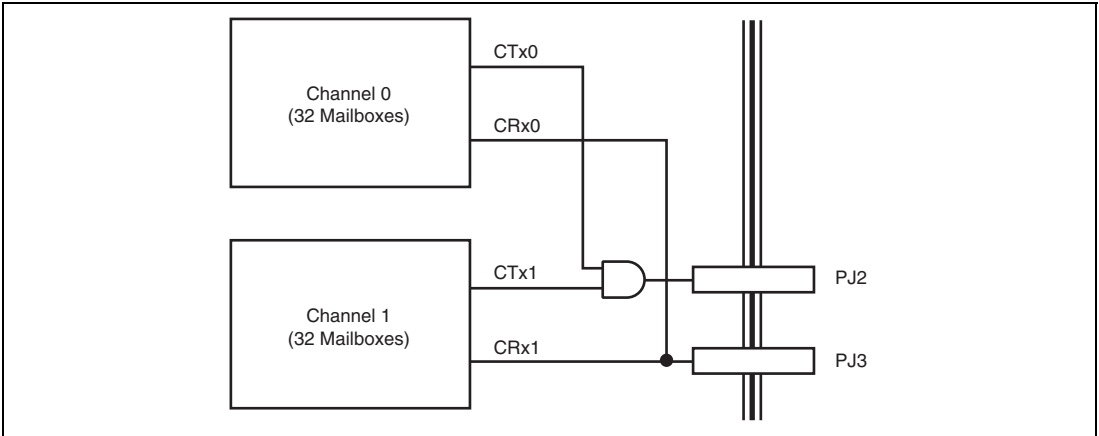 CTx0
Channel 0
(32 Mailboxes)
CRx0
CTx1
PJ2
Channel 1
(32 Mailboxes)
CRx1
PJ3